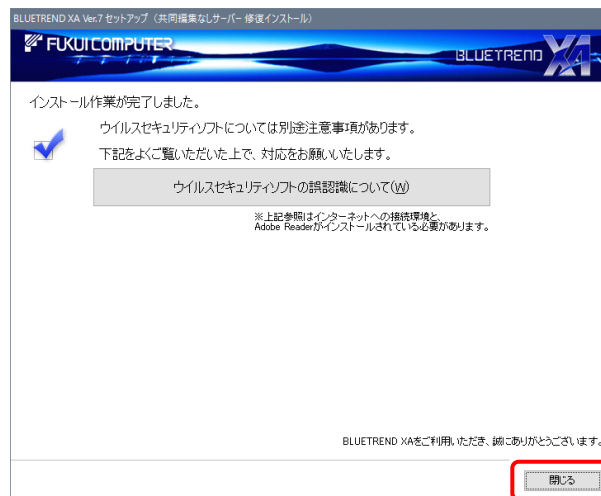 BLUETREND XA Ver.7 セットアップ (共同編集なしサーバー 修復インストール)
FUKUI COMPUTER
BLUETREND XA
インストール作業が完了しました。
ウイルスセキュリティソフトについては別途注意事項があります。
下記をよくご覧いただいた上で、対応をお願いいたします。
ウイルスセキュリティソフトの誤認識について(W)
※上記参照はインターネットへの接続環境と、
Adobe Readerがインストールされている必要があります。
BLUETREND XAをご利用いただき、誠にありがとうございます。
閉じる